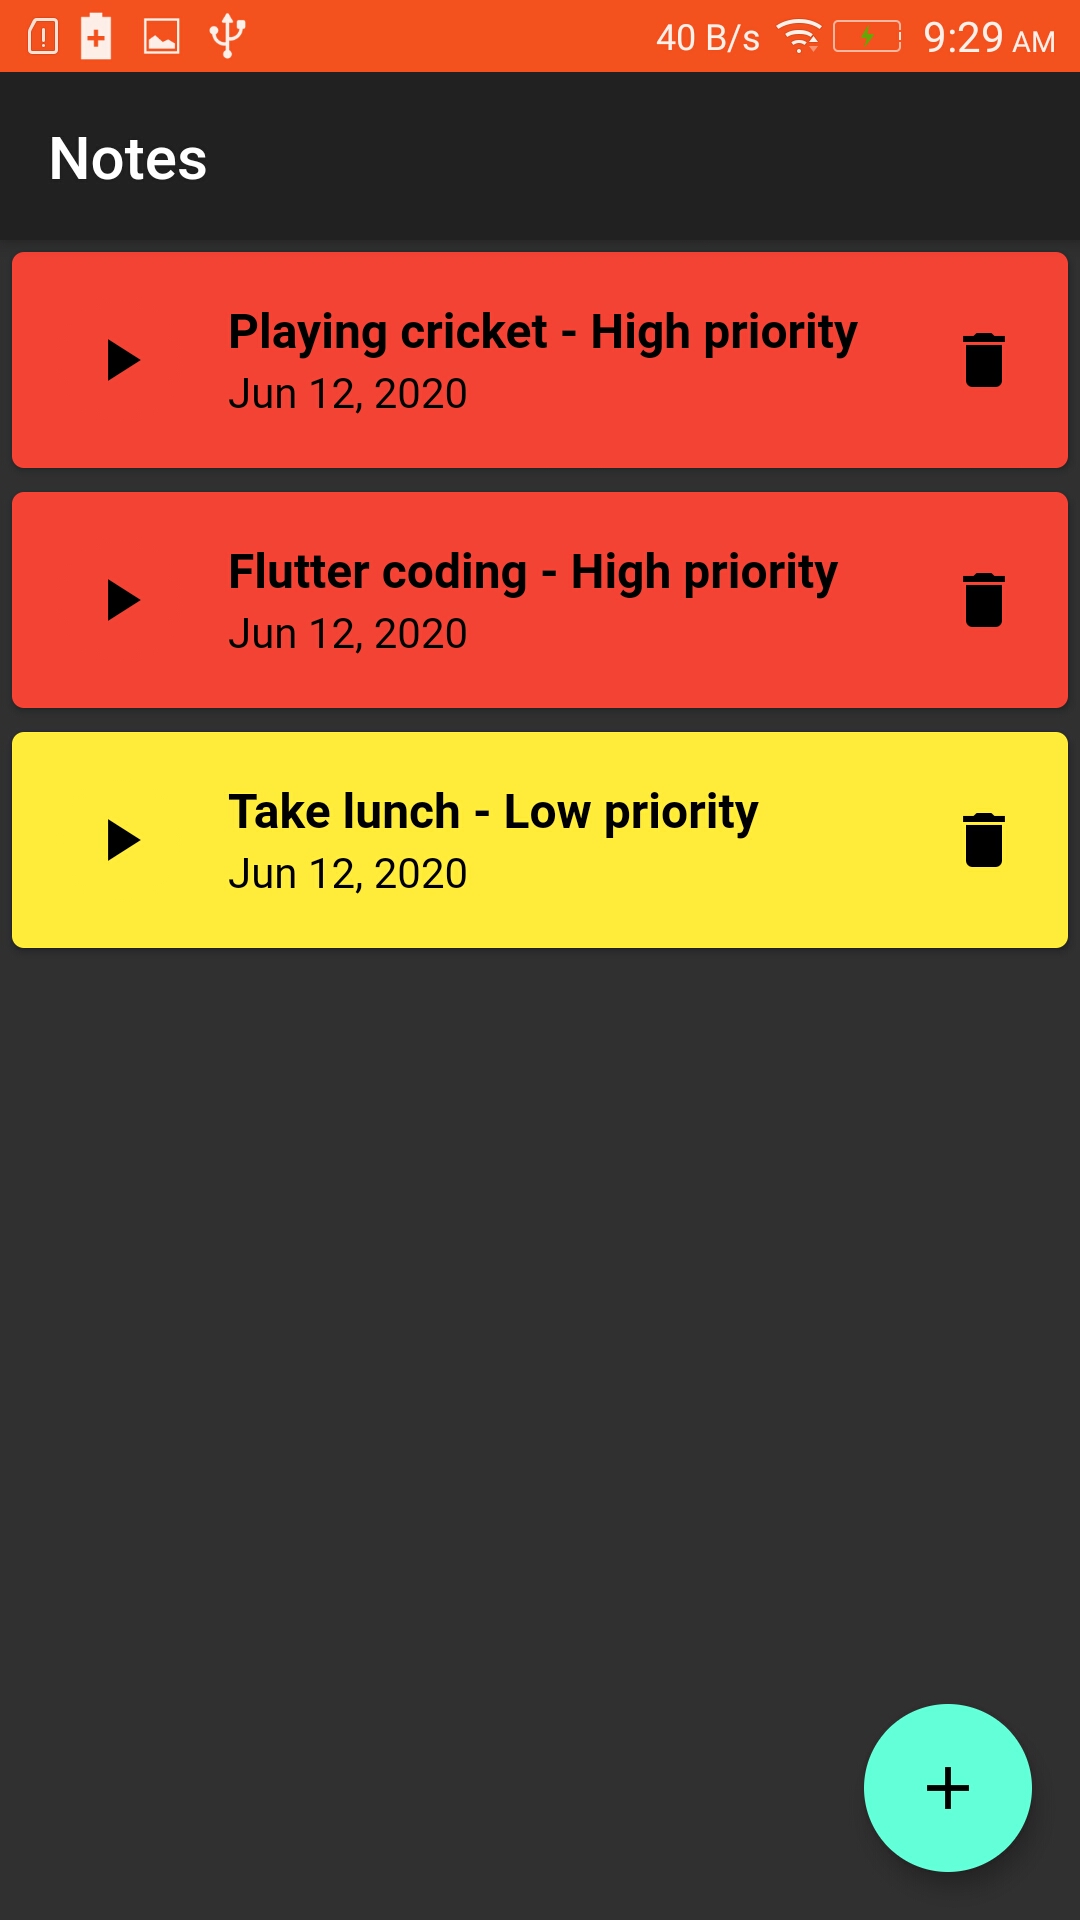 40 B/s 9:29 AM
Notes
Playing cricket - High priority
Jun 12, 2020
Flutter coding - High priority
Jun 12, 2020
Take lunch - Low priority
Jun 12, 2020